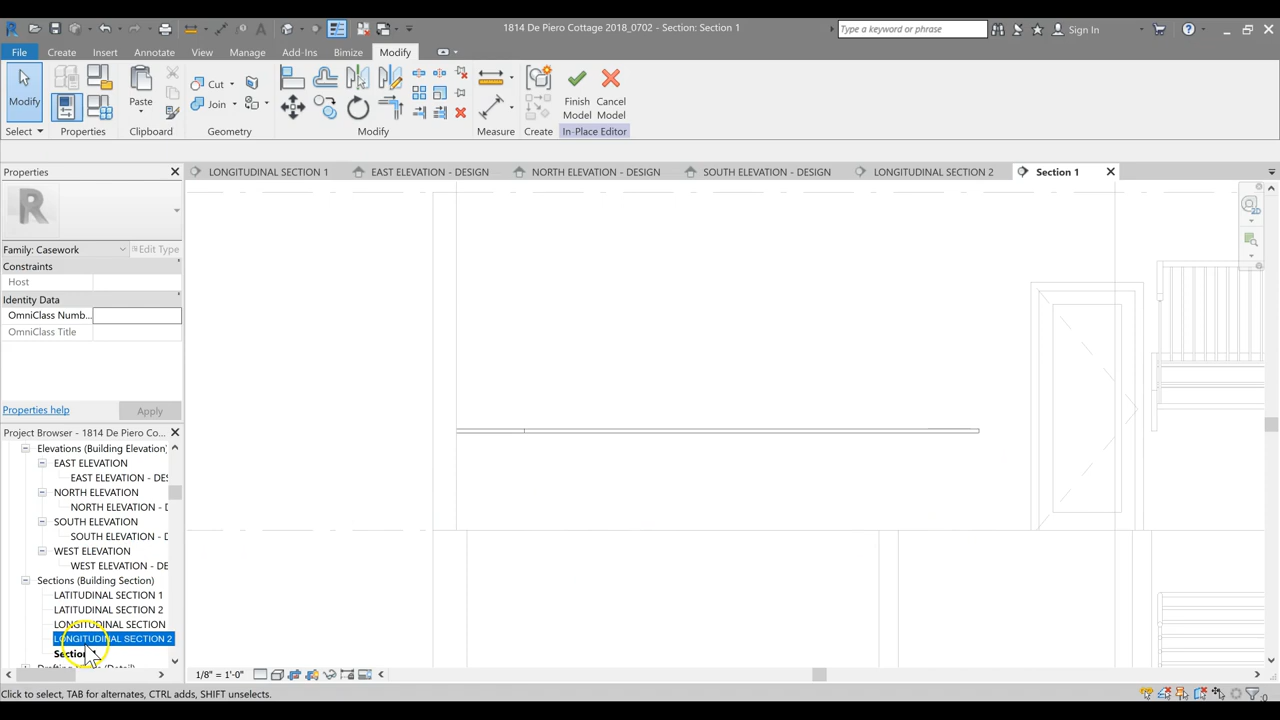 1814 De Piero Cottage 2018_0702 - Section: Section 1
Type a keyword or phrase
Sign In
File Create Insert Annotate View Manage Add-Ins Bimize Modify
Modify
Paste
Cut
Join
Finish Model
Cancel Model
Select Properties Clipboard Geometry Modify Measure Create In-Place Editor
Properties
LONGITUDINAL SECTION 1 EAST ELEVATION - DESIGN NORTH ELEVATION - DESIGN SOUTH ELEVATION - DESIGN LONGITUDINAL SECTION 2 Section 1
R
Family: Casework Edit Type
Constraints
Host
Identity Data
OmniClass Numb...
OmniClass Title
Properties help Apply
Project Browser - 1814 De Piero Co...
Elevations (Building Elevation)
EAST ELEVATION
EAST ELEVATION - DES
NORTH ELEVATION
NORTH ELEVATION - D
SOUTH ELEVATION
SOUTH ELEVATION - D
WEST ELEVATION
WEST ELEVATION - DE
Sections (Building Section)
LATITUDINAL SECTION 1
LATITUDINAL SECTION 2
LONGITUDINAL SECTION
LONGITUDINAL SECTION 2
Section
1/8" = 1'-0"
Click to select, TAB for alternates, CTRL adds, SHIFT unselects.
:0